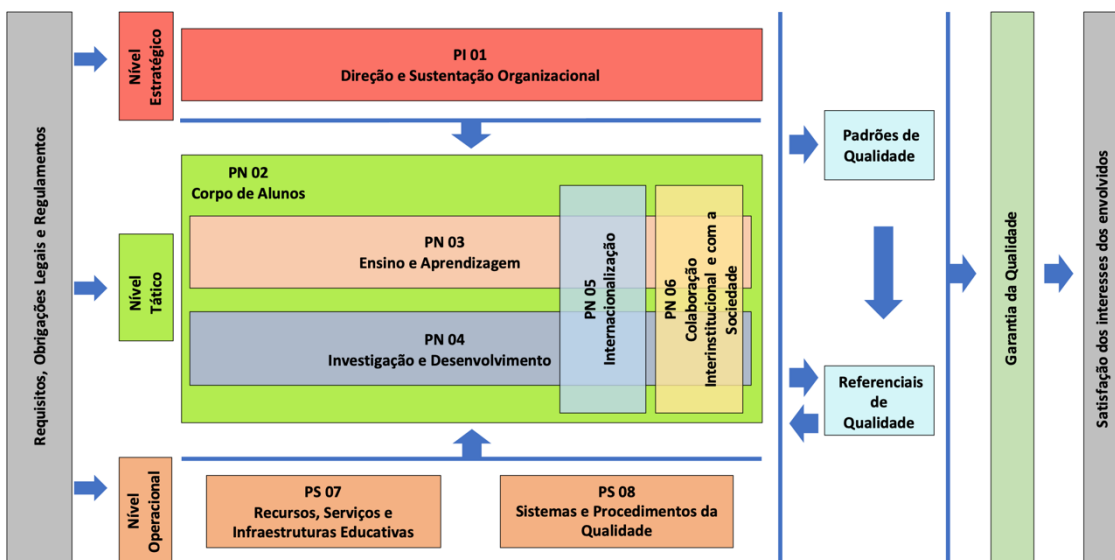 Requisitos, Obrigações Legais e Regulamentos
Nível
Estratégico
PI 01
Direção e Sustentação Organizacional
Nível
Tático
PN 02
Corpo de Alunos
PN 03
Ensino e Aprendizagem
PN 04
Investigação e Desenvolvimento
PN 05
Internacionalização
PN 06
Colaboração
Interinstitucional e com a
Sociedade
Nível
Operacional
PS 07
Recursos, Serviços e
Infraestruturas Educativas
PS 08
Sistemas e Procedimentos da
Qualidade
Padrões de
Qualidade
Referenciais
de
Qualidade
Garantia da Qualidade
Satisfação dos interesses dos envolvidos